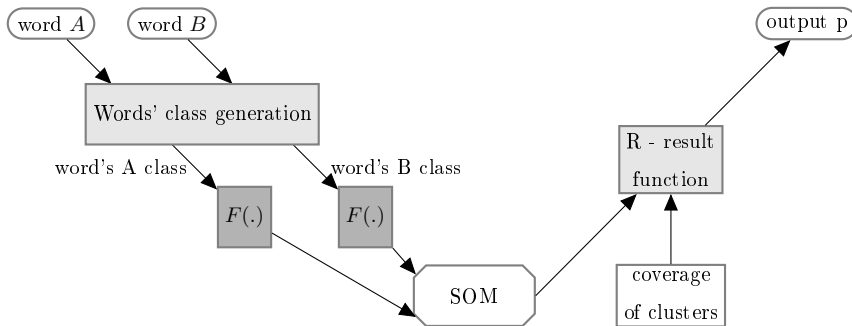 word A
word B
output p
Words' class generation
R - result
function
word's A class
word's B class
F(.)
F(.)
SOM
coverage
of clusters